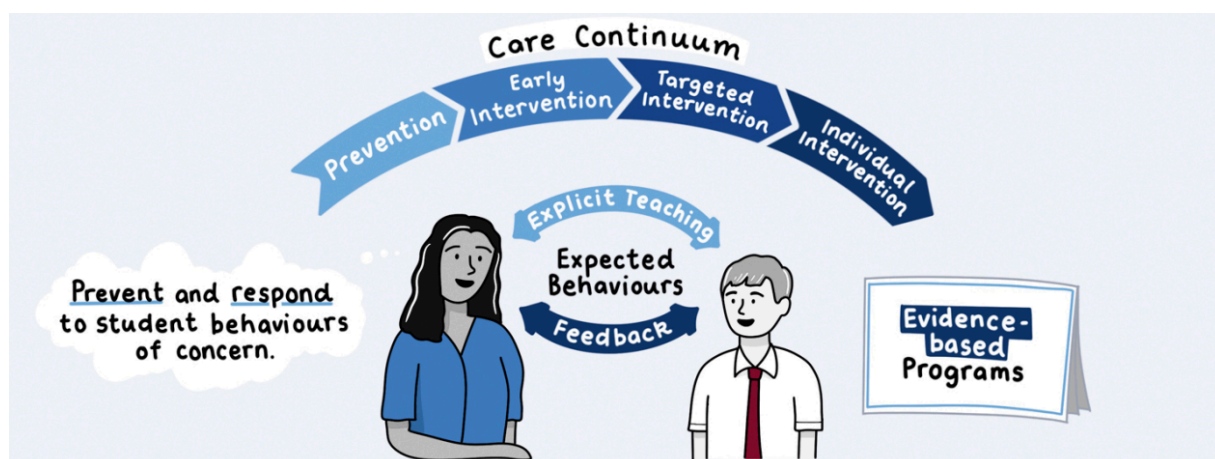 Care Continuum
Prevention
Early
Intervention
Targeted
Intervention
Individual
Intervention
Explicit Teaching
Expected
Behaviours
Feedback
Prevent and respond
to student behaviours
of concern.
Evidence-
based
Programs